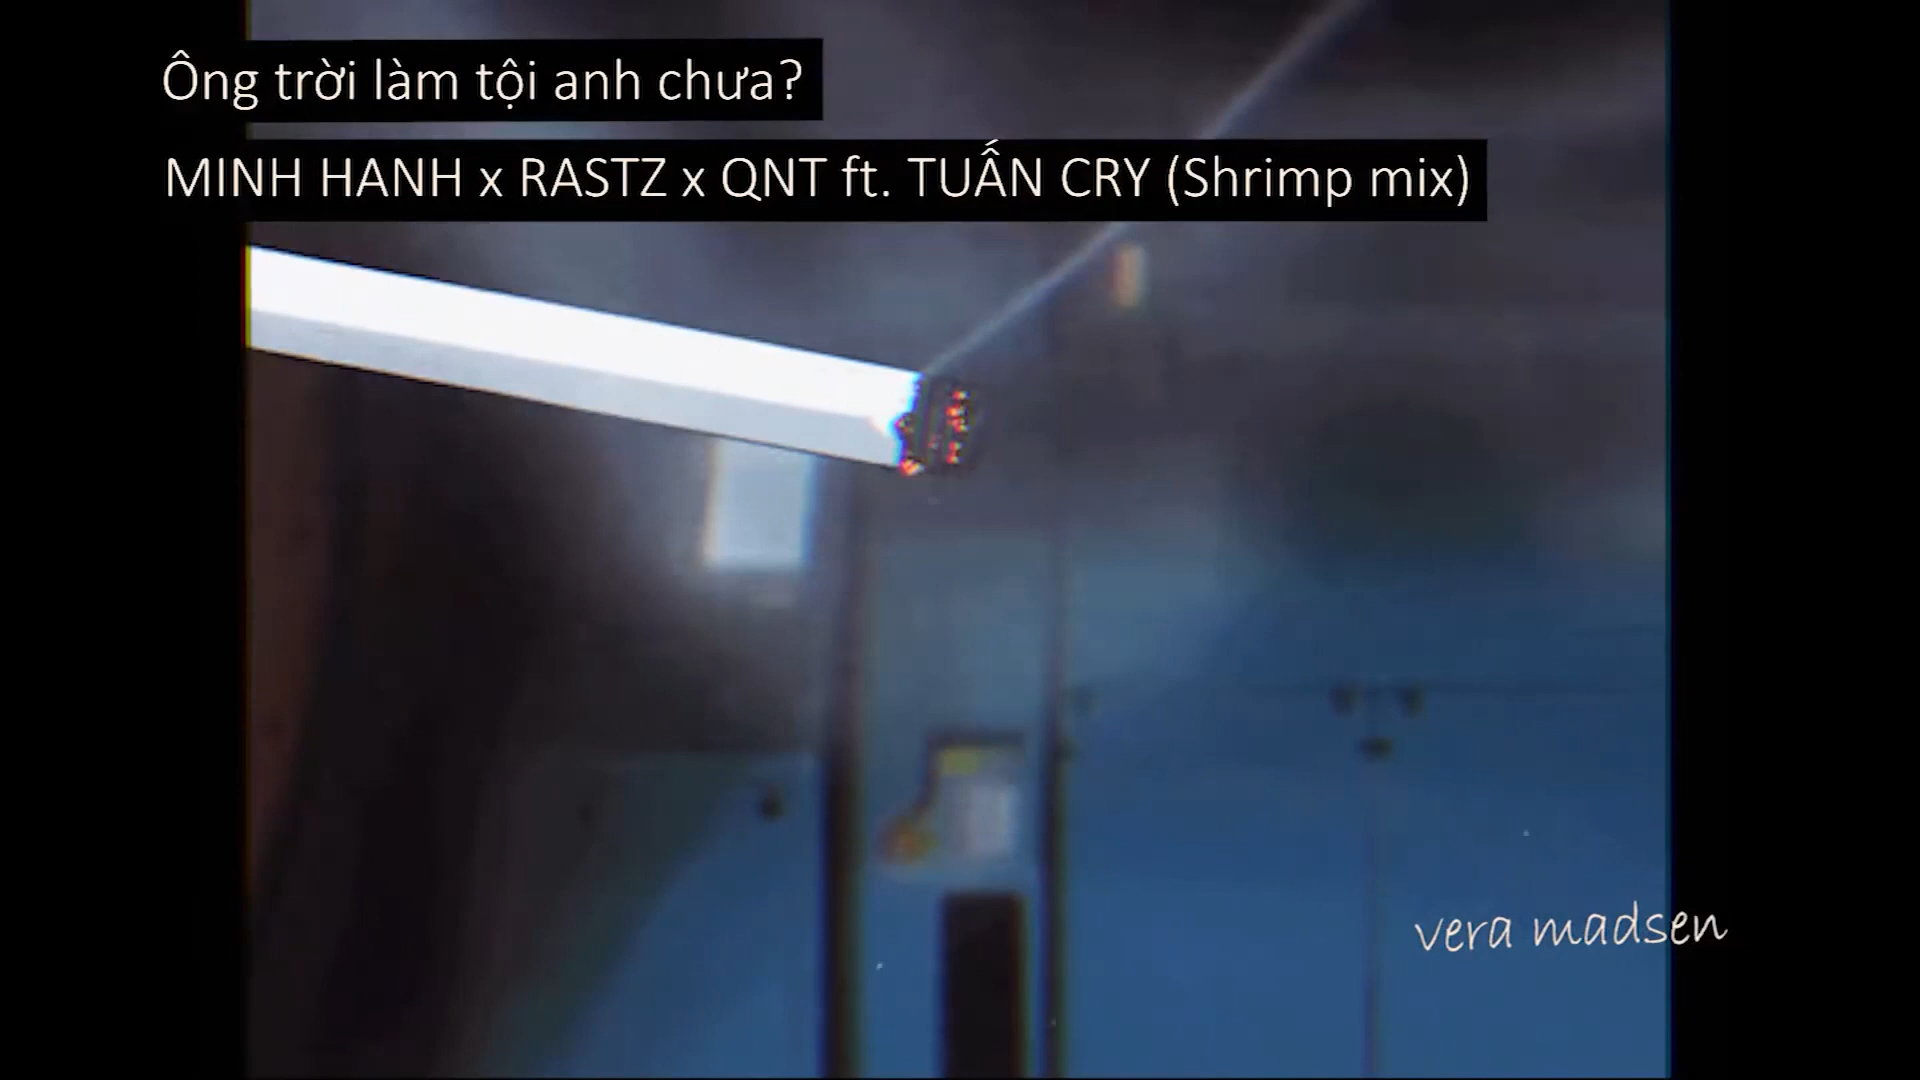 Ông trời làm tội anh chưa?
MINH HANH x RASTZ x QNT ft. TUẤN CRY (Shrimp mix)
vera madsen